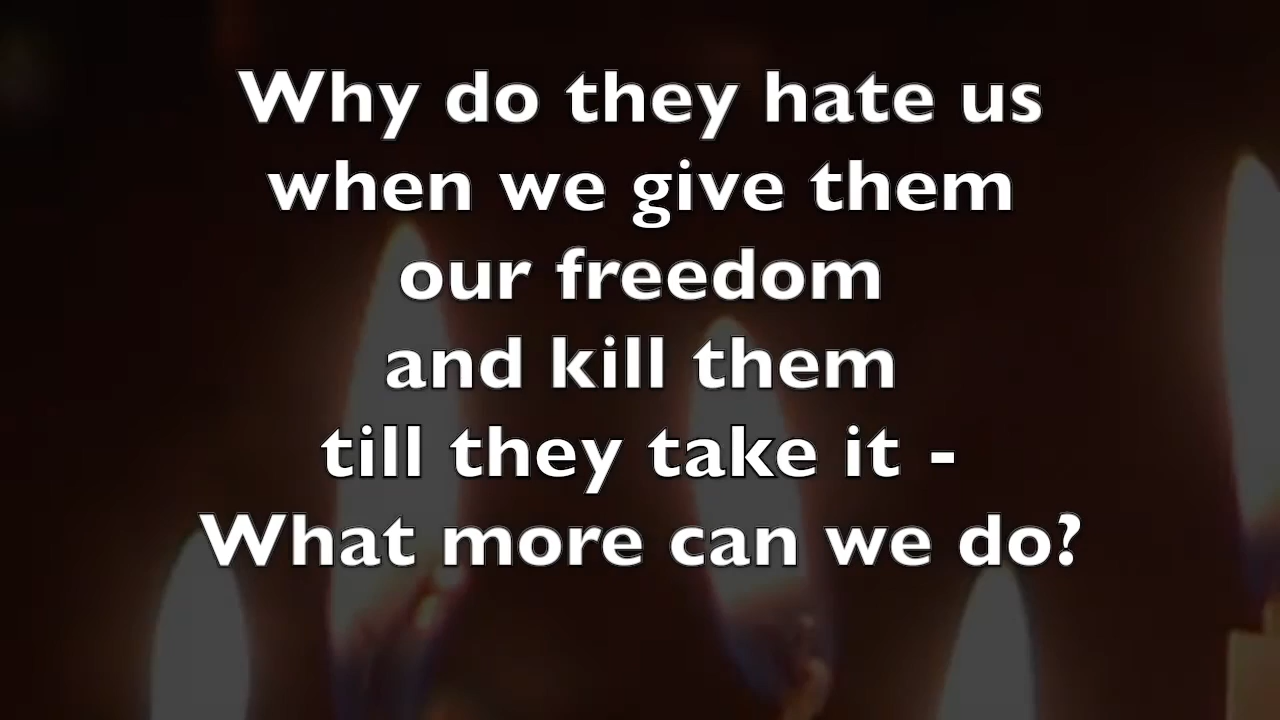 Why do they hate us
when we give them
our freedom
and kill them
till they take it -
What more can we do?